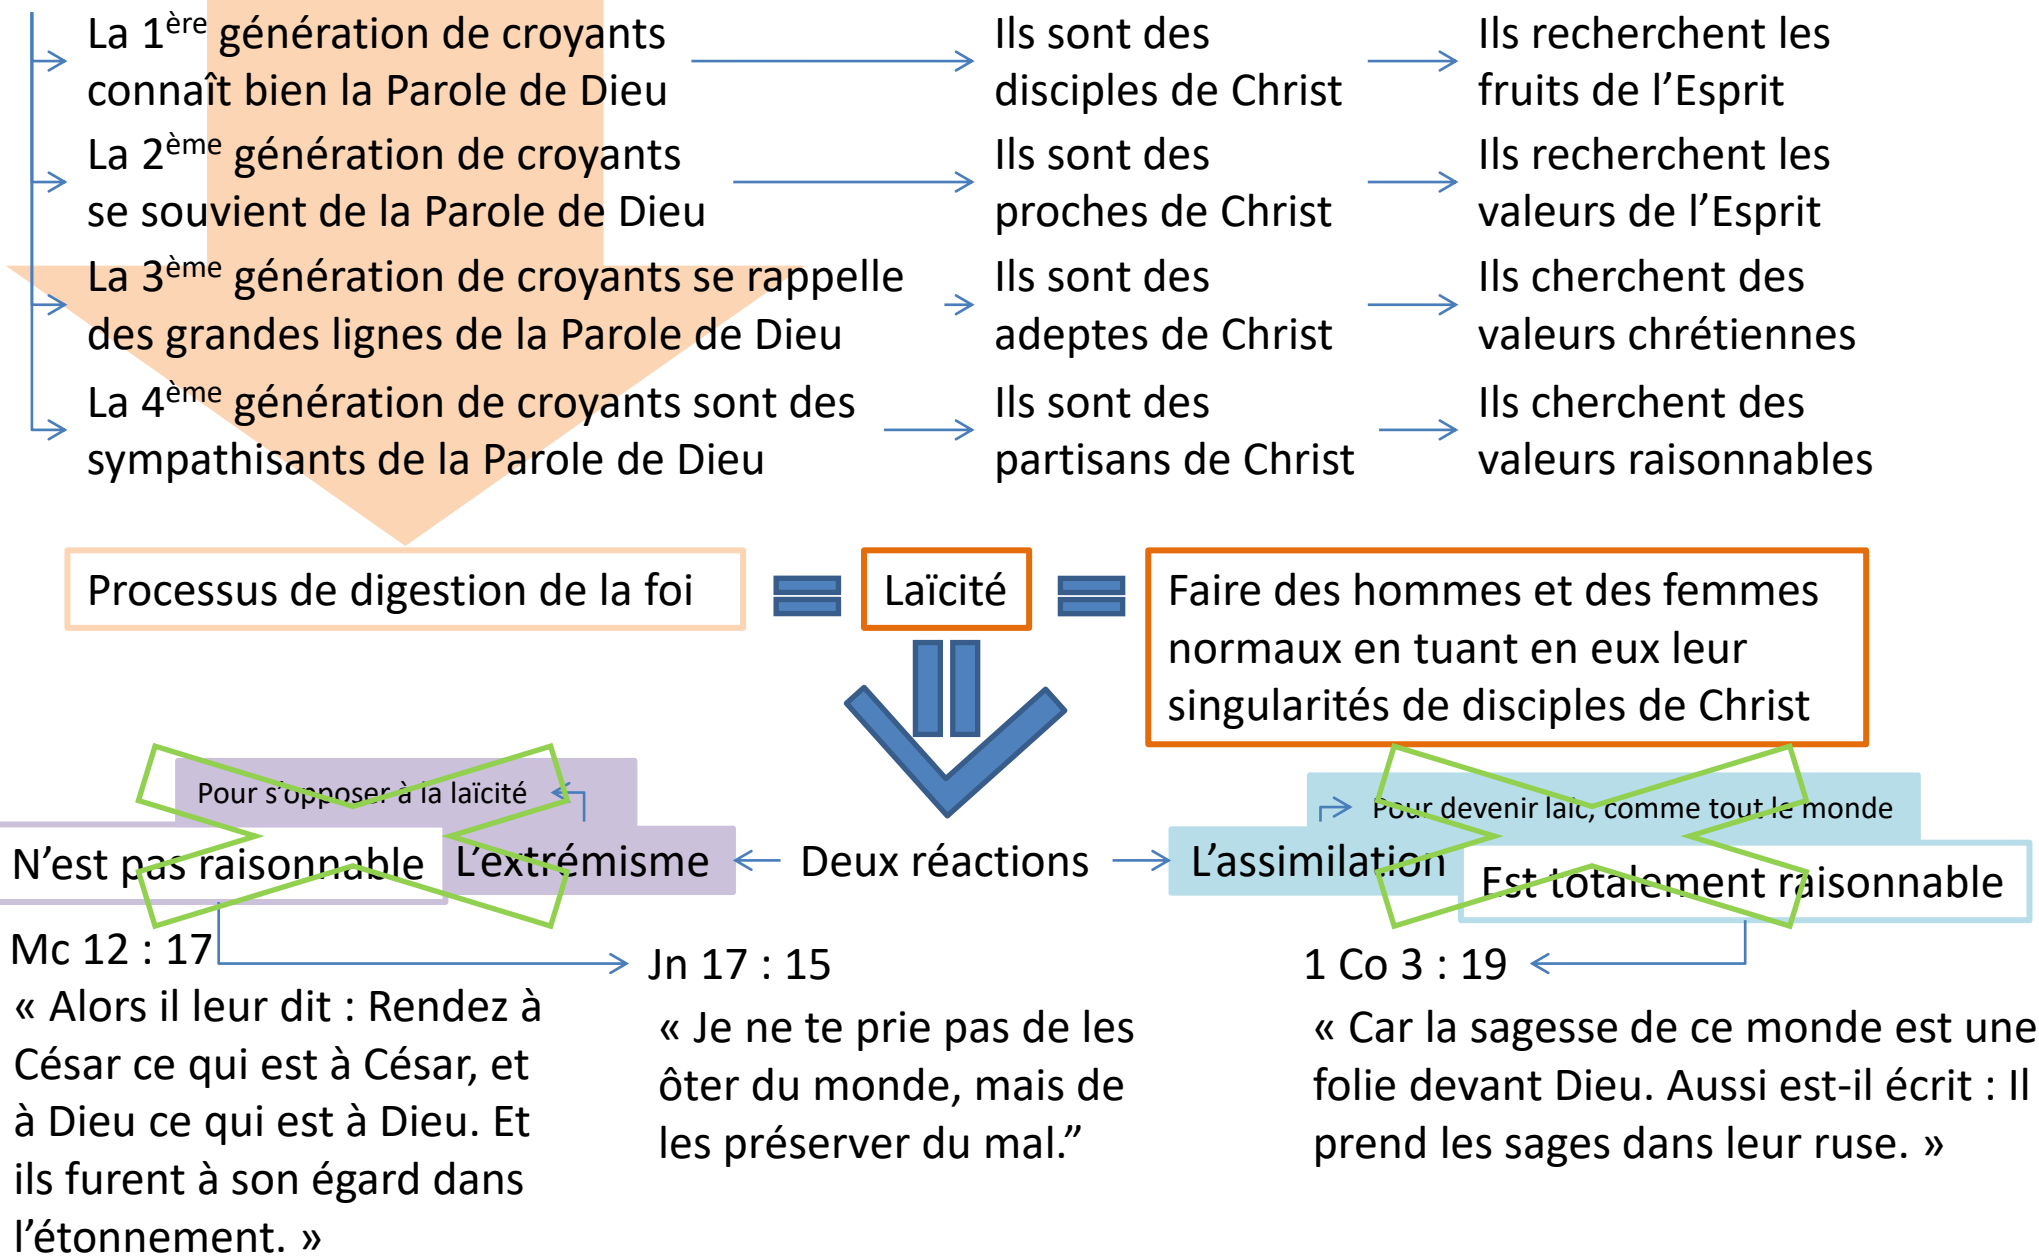 La 1ère génération de croyants
connaît bien la Parole de Dieu
Ils sont des
disciples de Christ
Ils recherchent les
fruits de l’Esprit
La 2ème génération de croyants
se souvient de la Parole de Dieu
Ils sont des
proches de Christ
Ils recherchent les
valeurs de l’Esprit
La 3ème génération de croyants se rappelle
des grandes lignes de la Parole de Dieu
Ils sont des
adeptes de Christ
Ils cherchent des
valeurs chrétiennes
La 4ème génération de croyants sont des
sympathisants de la Parole de Dieu
Ils sont des
partisans de Christ
Ils cherchent des
valeurs raisonnables
Processus de digestion de la foi
Laïcité
Faire des hommes et des femmes
normaux en tuant en eux leur
singularités de disciples de Christ
Pour s’opposer à la laïcité
N’est pas raisonnable
L’extrémisme
Deux réactions
L’assimilation
Pour devenir laïc, comme tout le monde
Est totalement raisonnable
Mc 12 : 17
« Alors il leur dit : Rendez à
César ce qui est à César, et
à Dieu ce qui est à Dieu. Et
ils furent à son égard dans
l’étonnement. »
Jn 17 : 15
« Je ne te prie pas de les
ôter du monde, mais de
les préserver du mal.”
1 Co 3 : 19
« Car la sagesse de ce monde est une
folie devant Dieu. Aussi est-il écrit : Il
prend les sages dans leur ruse. »